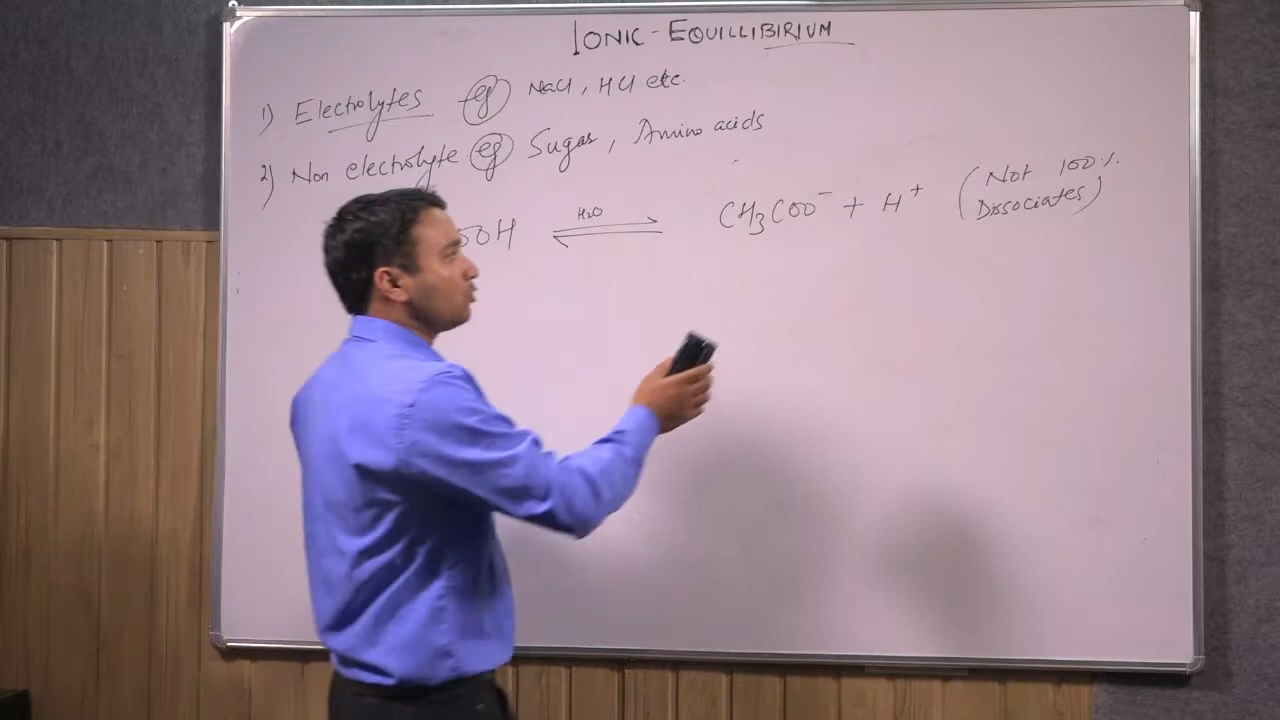 IONIC - EQUILLIBIRIUM
1) Electrolytes eg NaCl, HCl etc.
2) Non electrolyte eg Sugar, Amino acids
OOH ⇌ H₂O CH₃COO⁻ + H⁺ (Not 100%
Dissociates)